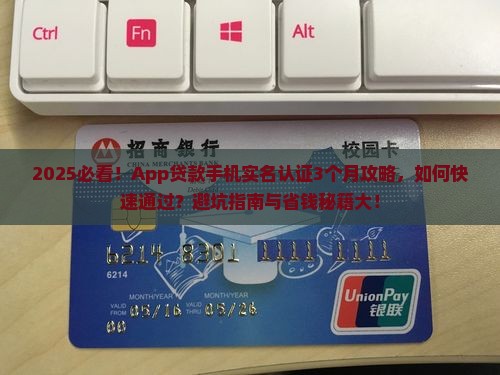 Ctrl
Fn
Alt
招商银行
校园卡
CHINA MERCHANTS BANK
2025必看！App贷款手机实名认证3个月攻略，如何快
速通过？避坑指南与省钱秘籍大！
6214 8301 1111 1111
6214
MONTH/YEAR MONTH/YEAR
VALID FROM 05/16 VALID THRU 05/26
00
UnionPay
银联